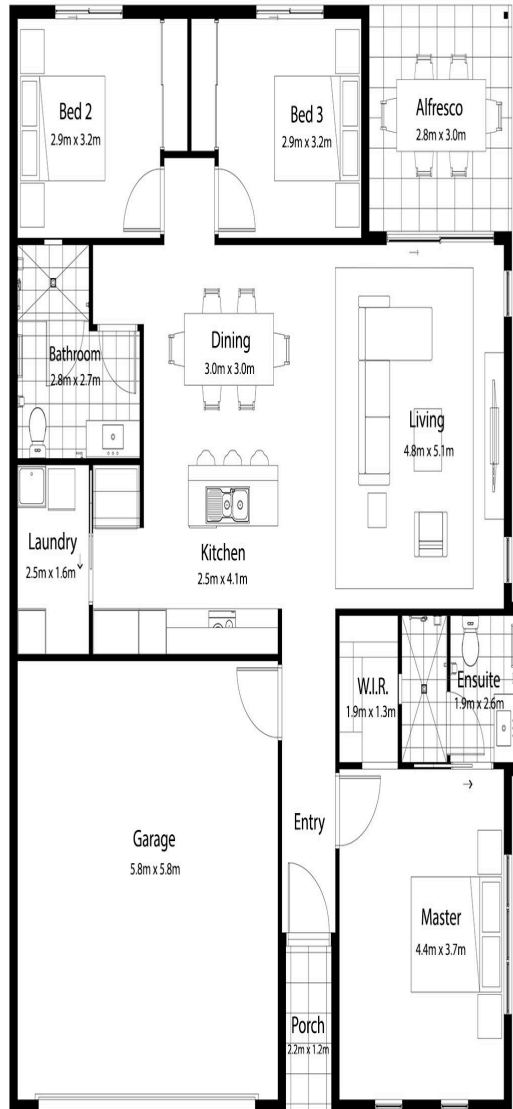 Bed 2
2.9m x 3.2m
Bed 3
2.9m x 3.2m
Alfresco
2.8m x 3.0m
Dining
3.0m x 3.0m
Bathroom
2.8m x 2.7m
Living
4.8m x 5.1m
Laundry
2.5m x 1.6m
Kitchen
2.5m x 4.1m
W.I.R.
1.9m x 1.3m
Ensuite
1.9m x 2.6m
Garage
5.8m x 5.8m
Entry
Master
4.4m x 3.7m
Porch
2.2m x 1.2m